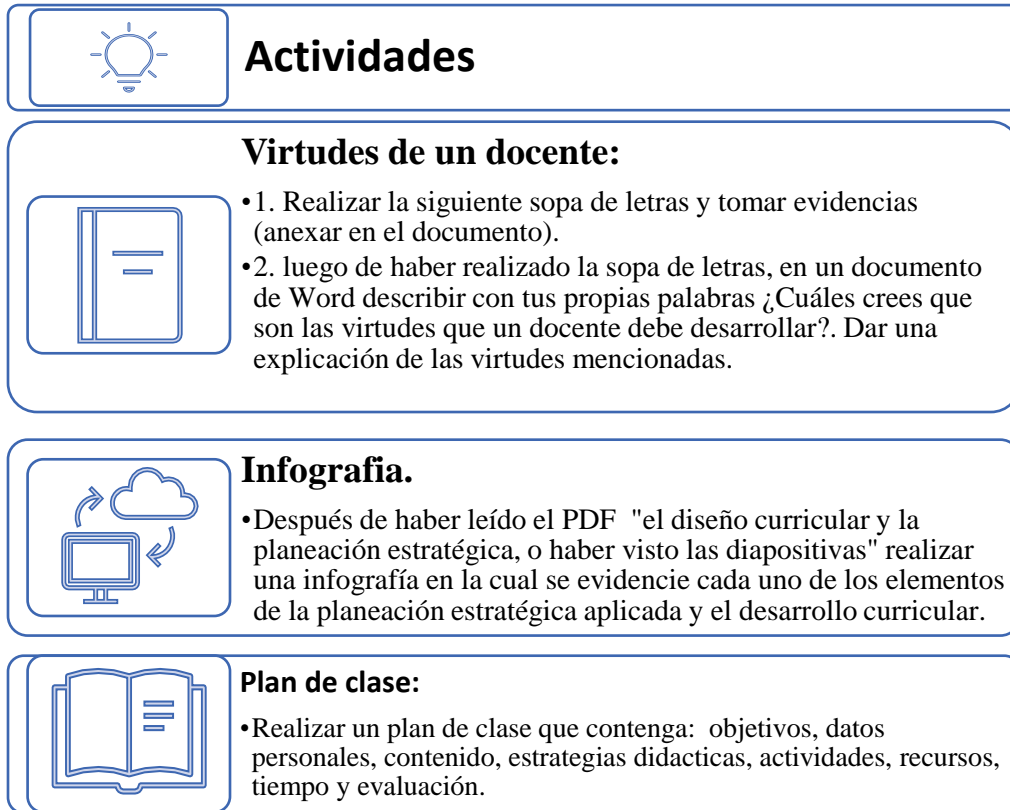 Actividades
Virtudes de un docente:
•1. Realizar la siguiente sopa de letras y tomar evidencias
(anexar en el documento).
•2. luego de haber realizado la sopa de letras, en un documento
de Word describir con tus propias palabras ¿Cuáles crees que
son las virtudes que un docente debe desarrollar?. Dar una
explicación de las virtudes mencionadas.
Infografia.
•Después de haber leído el PDF "el diseño curricular y la
planeación estratégica, o haber visto las diapositivas" realizar
una infografía en la cual se evidencie cada uno de los elementos
de la planeación estratégica aplicada y el desarrollo curricular.
Plan de clase:
•Realizar un plan de clase que contenga: objetivos, datos
personales, contenido, estrategias didacticas, actividades, recursos,
tiempo y evaluación.